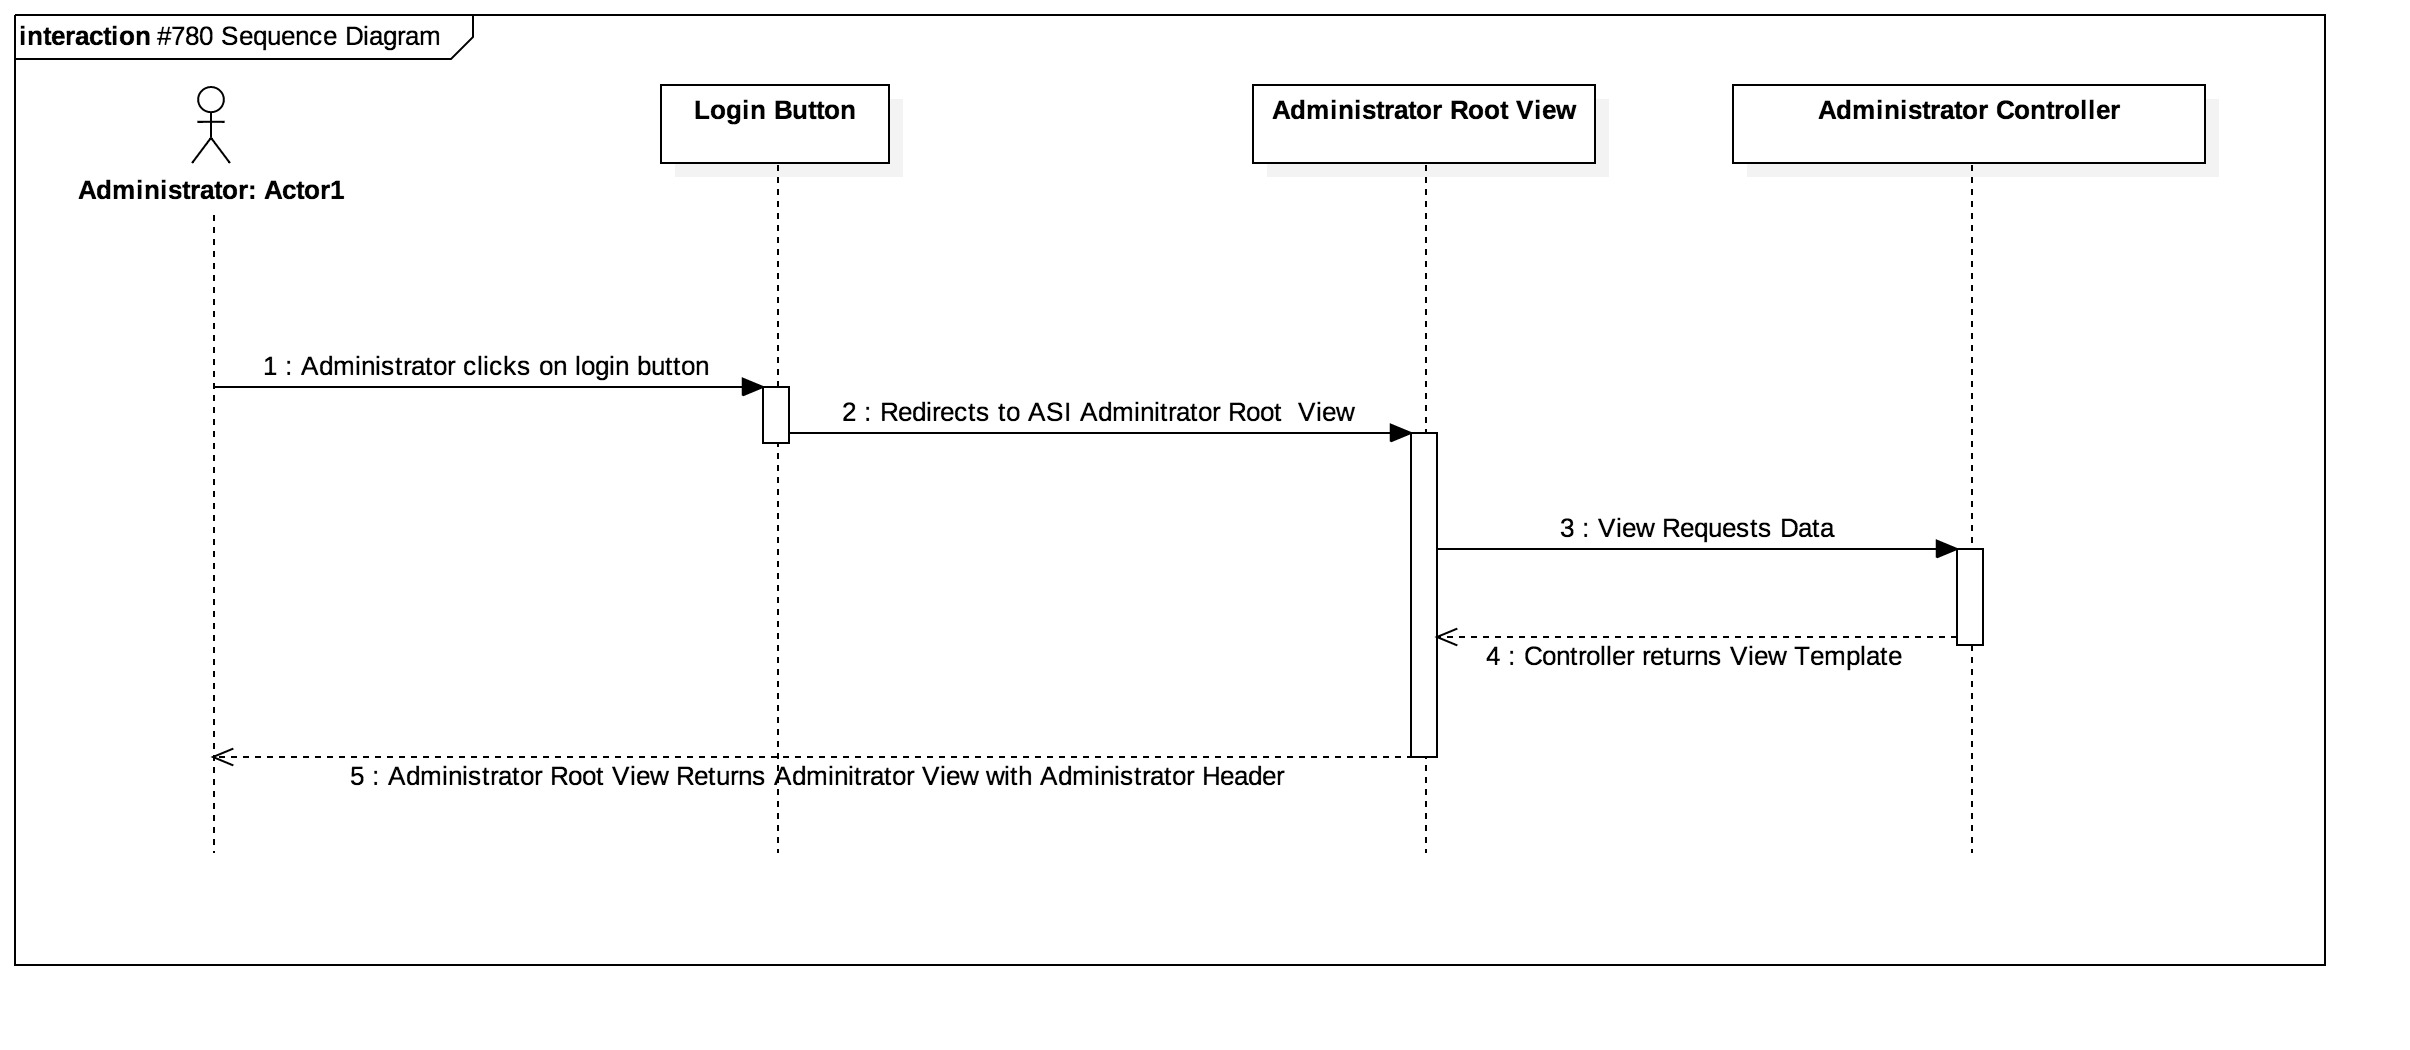 interaction #780 Sequence Diagram
Login Button
Administrator Root View
Administrator Controller
Administrator: Actor1
1 : Administrator clicks on login button
2 : Redirects to ASI Adminitrator Root  View
3 : View Requests Data
4 : Controller returns View Template
5 : Administrator Root View Returns Adminitrator View with Administrator Header